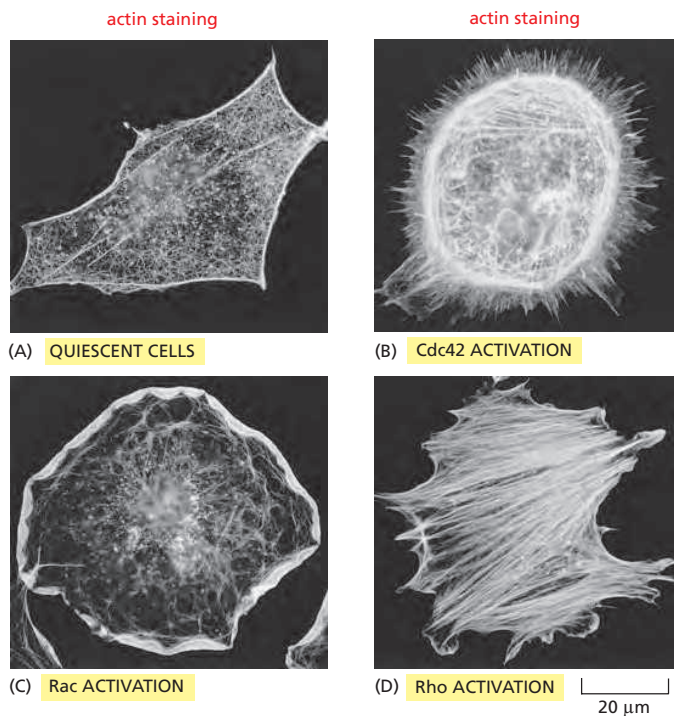 actin staining
actin staining
(A) QUIESCENT CELLS
(B) Cdc42 ACTIVATION
(C) Rac ACTIVATION
(D) Rho ACTIVATION
20 μm